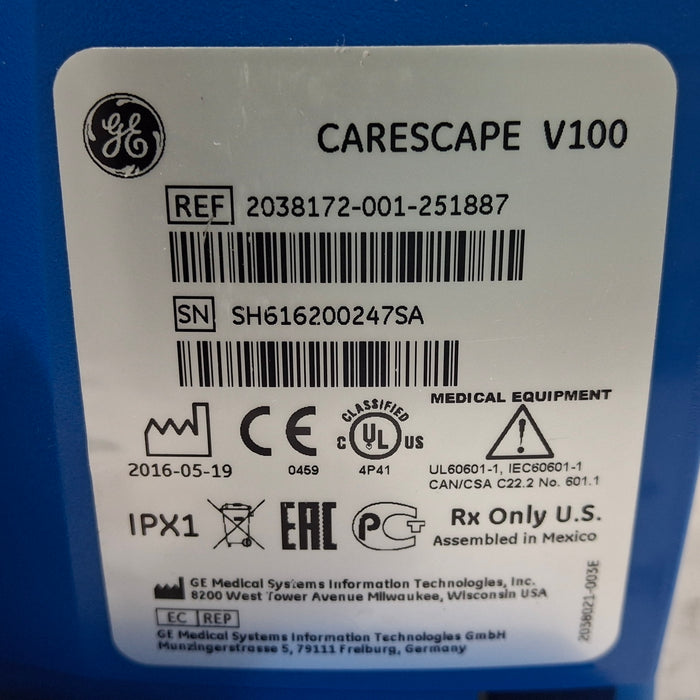 GE
CARESCAPE V100
REF 2038172-001-251887
SN SH616200247SA
MEDICAL EQUIPMENT
CLASSIFIED
C UL US
2016-05-19
CE
0459
4P41
UL60601-1, IEC60601-1
CAN/CSA C22.2 No. 601.1
IPX1
EAC
PCT
Rx Only U.S.
Assembled in Mexico
GE Medical Systems Information Technologies, Inc.
8200 West Tower Avenue Milwaukee, Wisconsin USA
EC REP
GE Medical Systems Information Technologies GmbH
Munzingerstrasse 5, 79111 Freiburg, Germany
2038021-003E